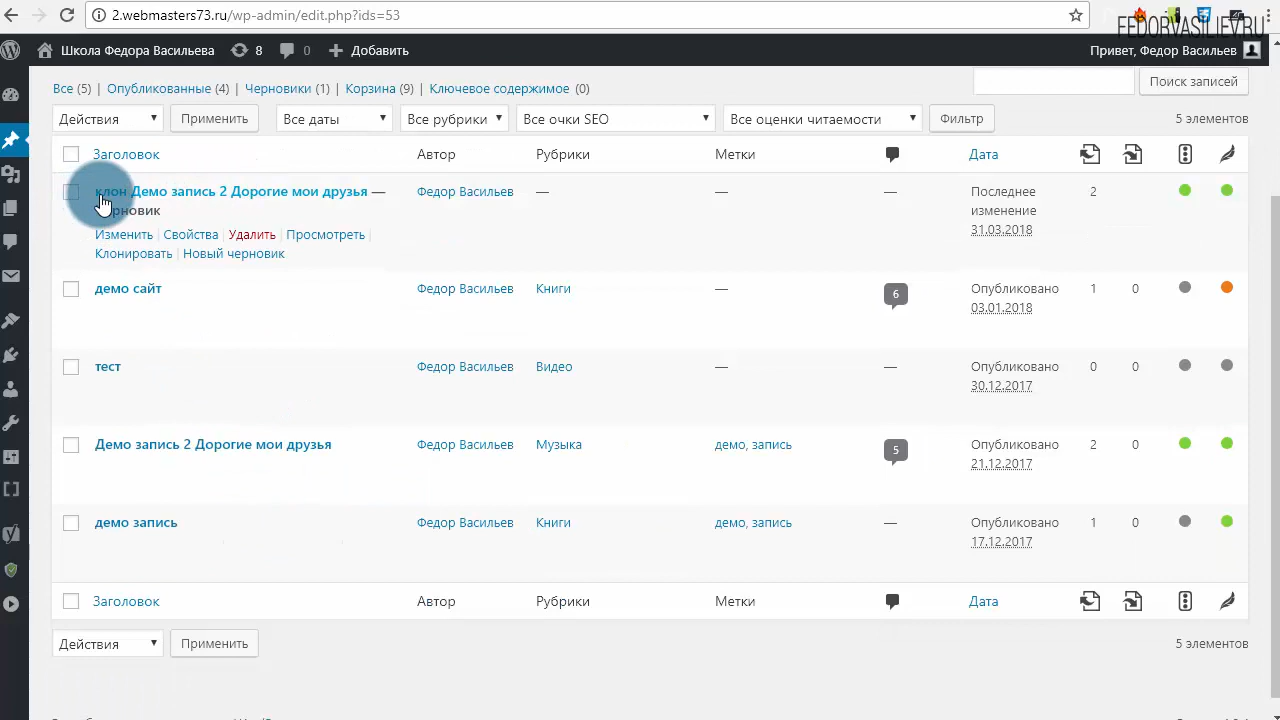 2.webmasters73.ru/wp-admin/edit.php?ids=53
FEDORVASILIEV.RU
Школа Федора Васильева 8 0 Добавить Привет, Федор Васильев
Все (5) | Опубликованные (4) | Черновики (1) | Корзина (9) | Ключевое содержимое (0) Поиск записей
Действия Применить Все даты Все рубрики Все очки SEO Все оценки читаемости Фильтр 5 элементов
Заголовок Автор Рубрики Метки Дата
клон Демо запись 2 Дорогие мои друзья — Федор Васильев — — — Последнее 2
Черновик изменение
31.03.2018
Изменить | Свойства | Удалить | Просмотреть |
Клонировать | Новый черновик
демо сайт Федор Васильев Книги — 6 Опубликовано 1 0
03.01.2018
тест Федор Васильев Видео — — Опубликовано 0 0
30.12.2017
Демо запись 2 Дорогие мои друзья Федор Васильев Музыка демо, запись 5 Опубликовано 2 0
21.12.2017
демо запись Федор Васильев Книги демо, запись — Опубликовано 1 0
17.12.2017
Заголовок Автор Рубрики Метки Дата
Действия Применить 5 элементов